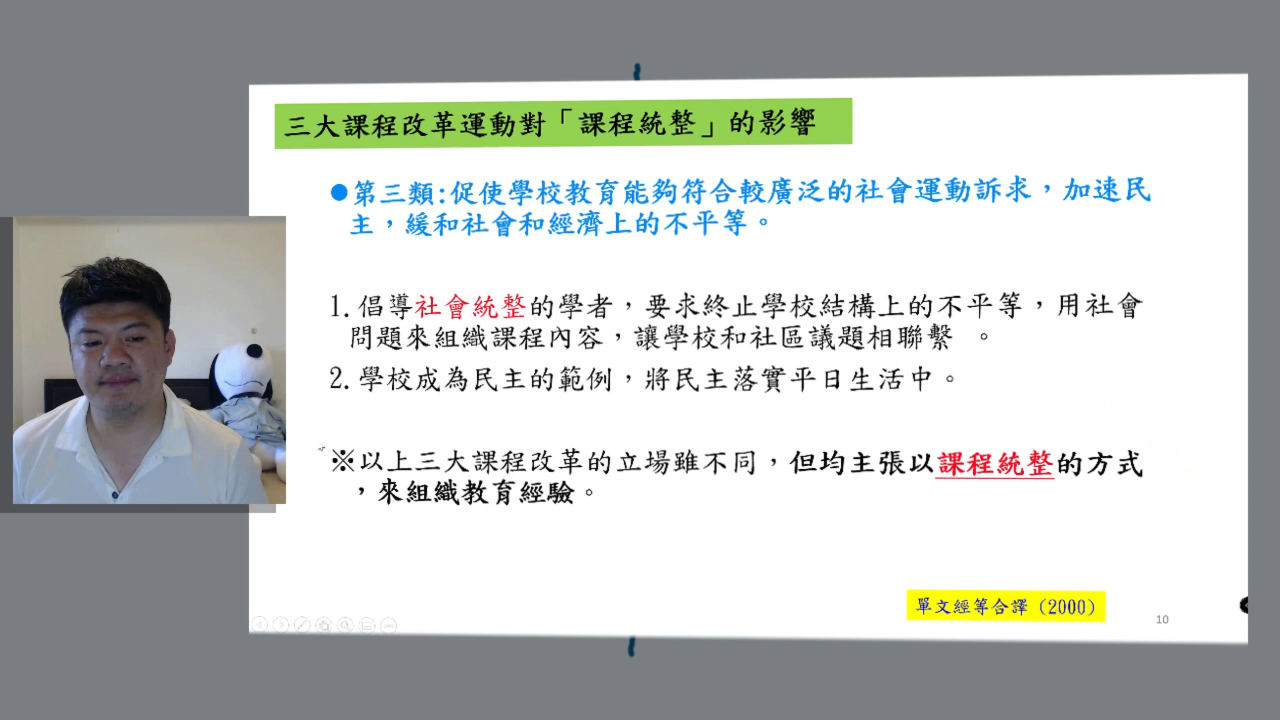 三大課程改革運動對「課程統整」的影響
●第三類:促使學校教育能夠符合較廣泛的社會運動訴求，加速民
主，緩和社會和經濟上的不平等。
1.倡導社會統整的學者，要求終止學校結構上的不平等，用社會
問題來組織課程內容，讓學校和社區議題相聯繫 。
2.學校成為民主的範例，將民主落實平日生活中。
※以上三大課程改革的立場雖不同，但均主張以課程統整的方式
，來組織教育經驗。
單文經等合譯（2000）
10